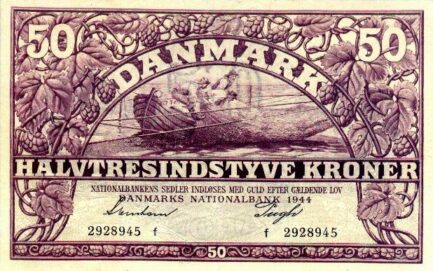 50 50
DANMARK
HALVTRESINDSTYVE KRONER
NATIONALBANKENS SEDLER INDLØSES MED GULD EFTER GÆLDENDE LOV
DANMARKS NATIONALBANK 1944
2928945 f f 2928945
50